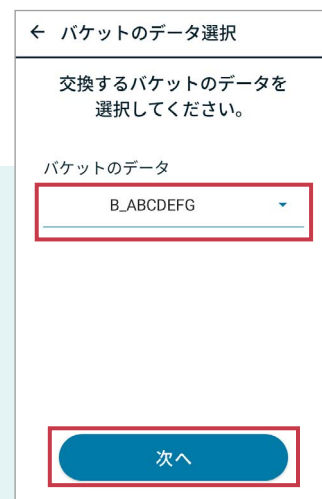 ← バケットのデータ選択
交換するバケットのデータを
選択してください。
バケットのデータ
B_ABCDEFG
次へ